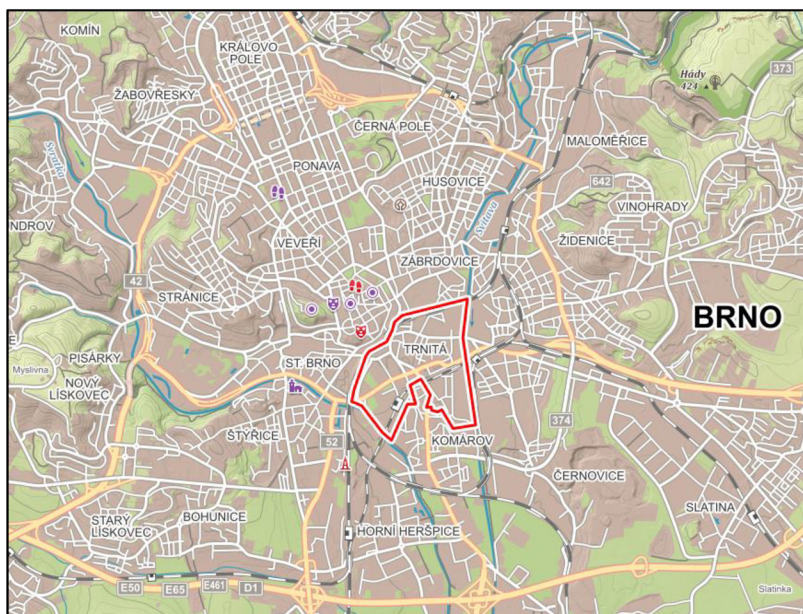 KOMÍN
KRÁLOVO
POLE
373
Hády
424
ŽABOVŘESKY
ČERNÁ POLE
MALOMĚŘICE
Svratka
PONAVA
HUSOVICE
642
VINOHRADY
NDROV
VEVEŘÍ
Svitava
ŽIDENICE
ZÁBRDOVICE
42
STRÁNICE
BRNO
TRNITÁ
PISÁRKY
ST. BRNO
Myslivna
NOVÝ
LÍSKOVEC
374
ŠTÝŘICE
52
KOMÁROV
ČERNOVICE
SLATINA
STARÝ
LÍSKOVEC
BOHUNICE
HORNÍ HERŠPICE
E50
E65
E461
D1
Slatinka